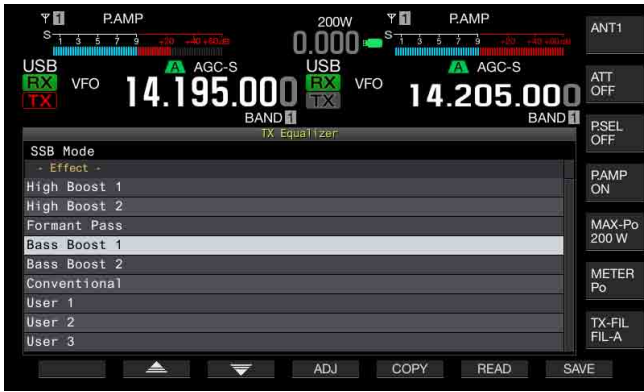 1 P.AMP 200W 1 P.AMP ANT1
S 1 3 5 7 9 +20 +40 +60dB 0.000 S 1 3 5 7 9 +20 +40 +60dB
USB A AGC-S USB A AGC-S ATT
OFF
RX VFO 14.195.000 RX VFO 14.205.000
TX TX
BAND 1 BAND 1
P.SEL
OFF
TX Equalizer
SSB Mode
- Effect -
P.AMP
ON
High Boost 1
High Boost 2
Formant Pass
MAX-Po
200 W
Bass Boost 1
Bass Boost 2
Conventional
METER
Po
User 1
User 2
User 3
TX-FIL
FIL-A
ADJ COPY READ SAVE